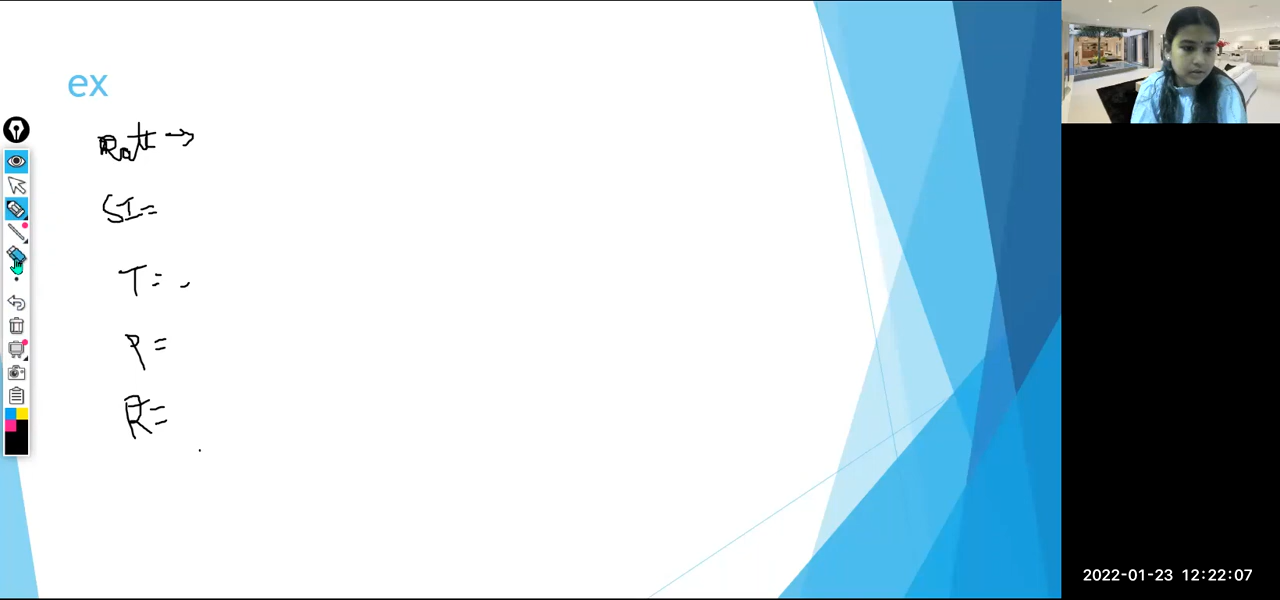 ex
Rate →
SI =
T =
P =
R =
2022-01-23 12:22:07